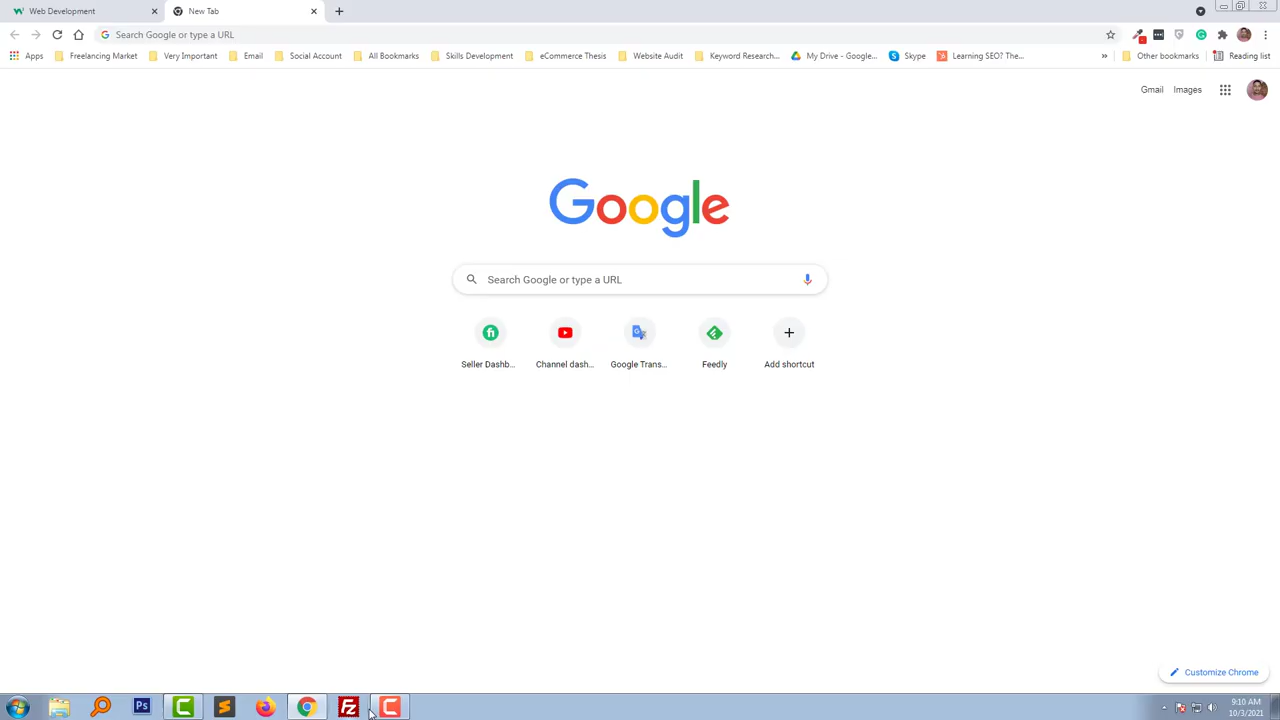 Web Development
New Tab
Search Google or type a URL
Apps
Freelancing Market
Very Important
Email
Social Account
All Bookmarks
Skills Development
eCommerce Thesis
Website Audit
Keyword Research...
My Drive - Google...
Skype
Learning SEO? The...
»
Other bookmarks
Reading list
Gmail
Images
Google
Search Google or type a URL
Seller Dashb...
Channel dash...
Google Trans...
Feedly
Add shortcut
Customize Chrome
Ps
C
S
Fz
C
9:10 AM
10/3/2021